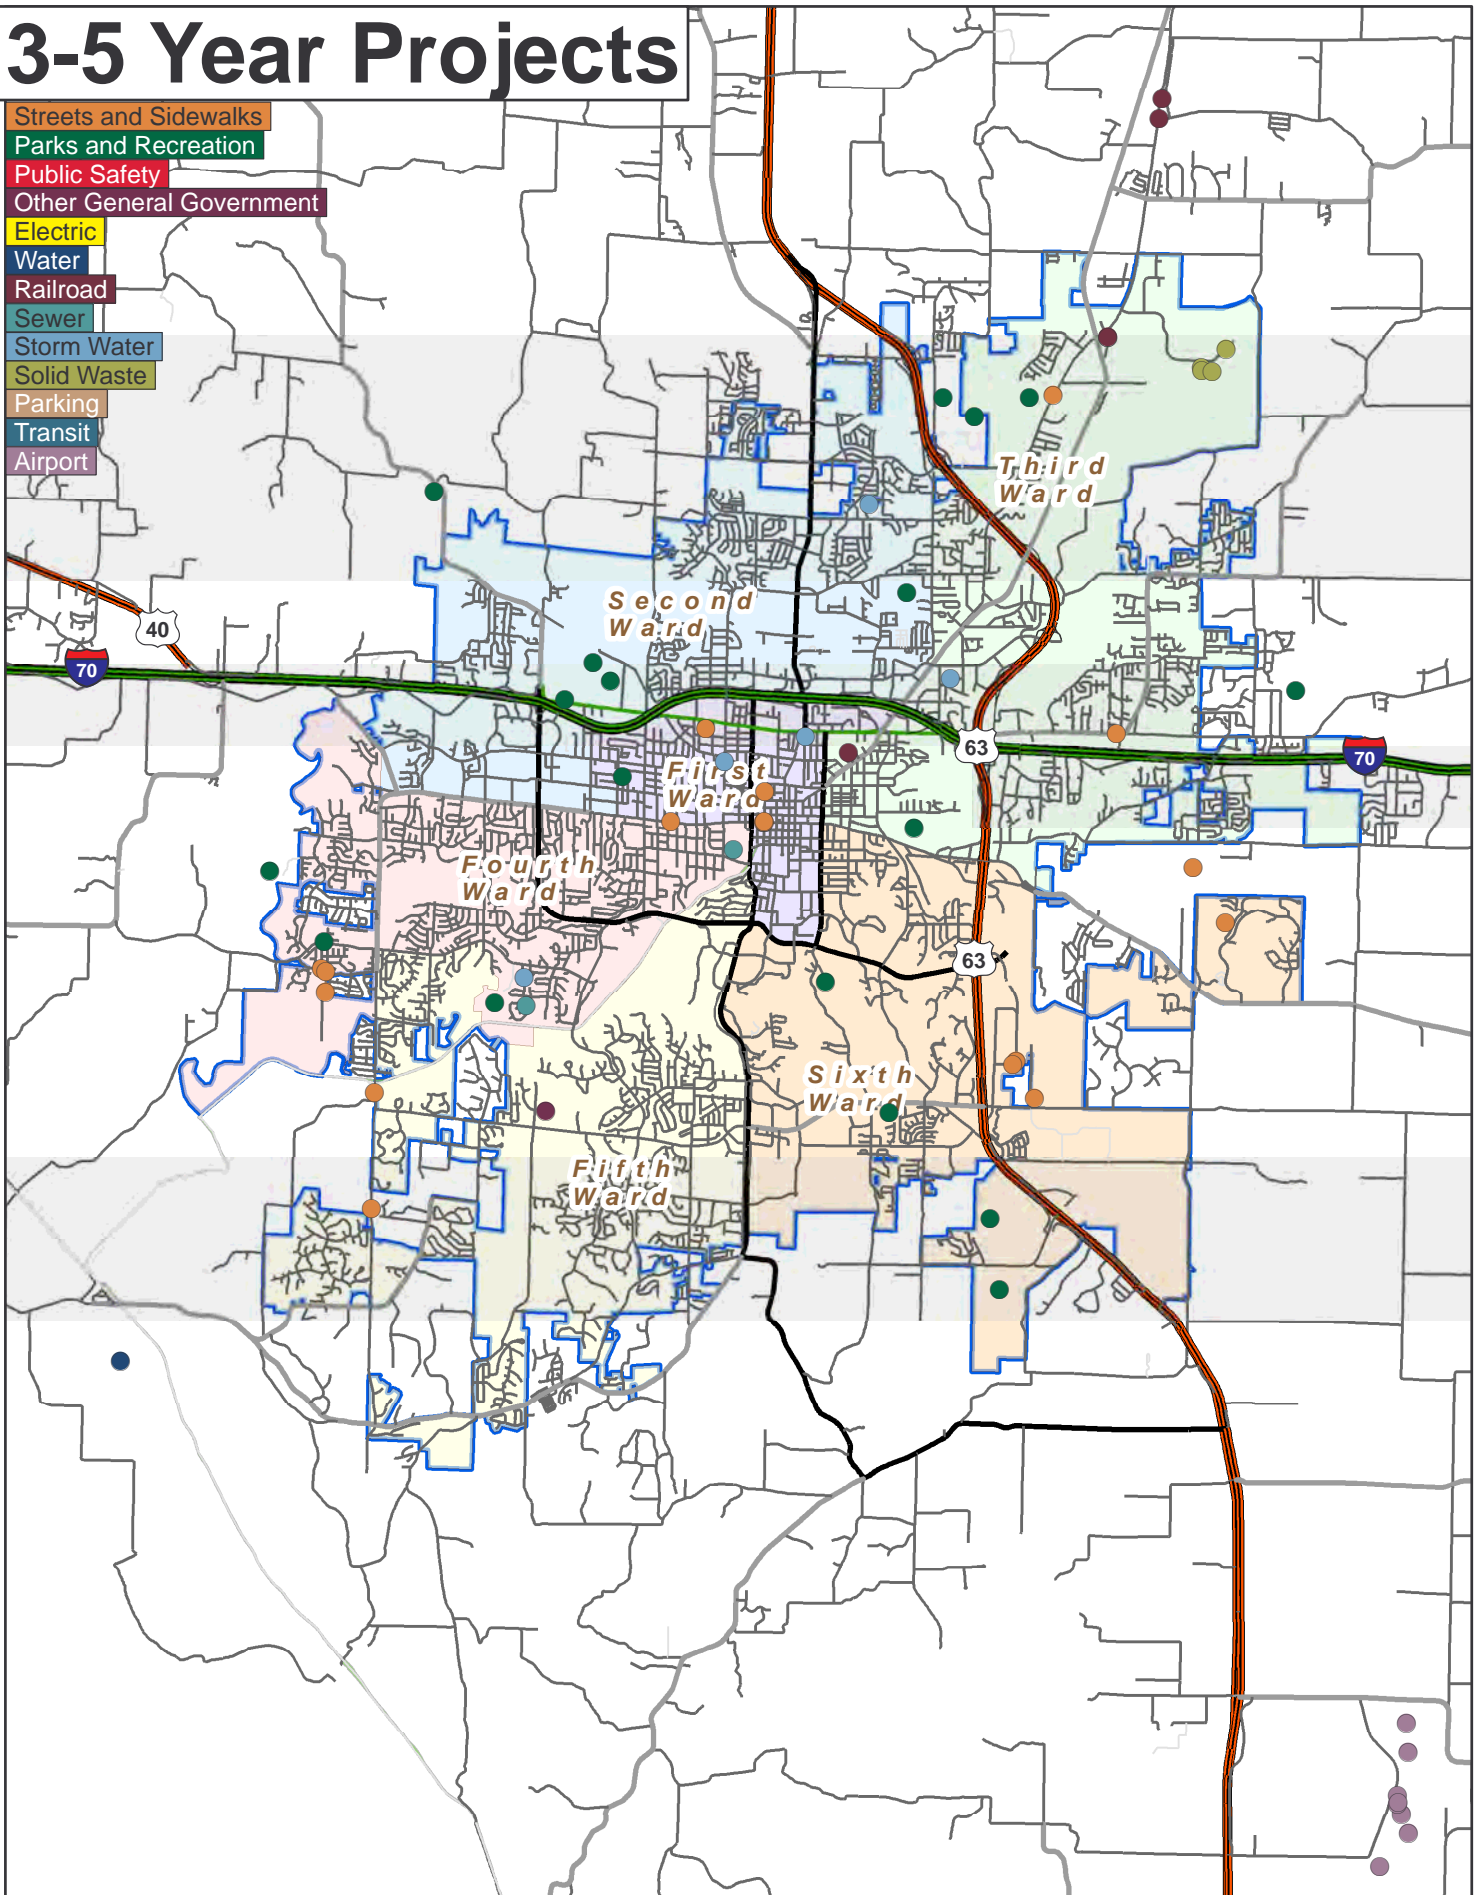 3-5 Year Projects
Streets and Sidewalks
Parks and Recreation
Public Safety
Other General Government
Electric
Water
Railroad
Sewer
Storm Water
Solid Waste
Parking
Transit
Airport
Third
Ward
Second
Ward
40
70
63
70
First
Ward
Fourth
Ward
63
Sixth
Ward
Fifth
Ward